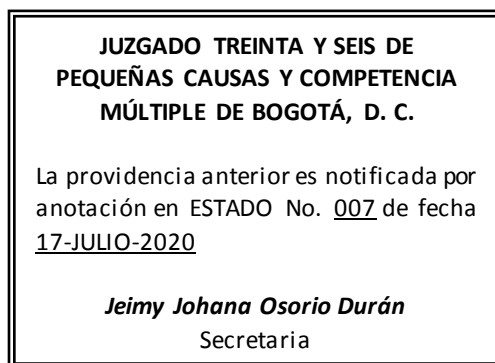 JUZGADO TREINTA Y SEIS DE
PEQUEÑAS CAUSAS Y COMPETENCIA
MÚLTIPLE DE BOGOTÁ, D. C.
La providencia anterior es notificada por
anotación en ESTADO No. 007 de fecha
17-JULIO-2020
Jeimy Johana Osorio Durán
Secretaria